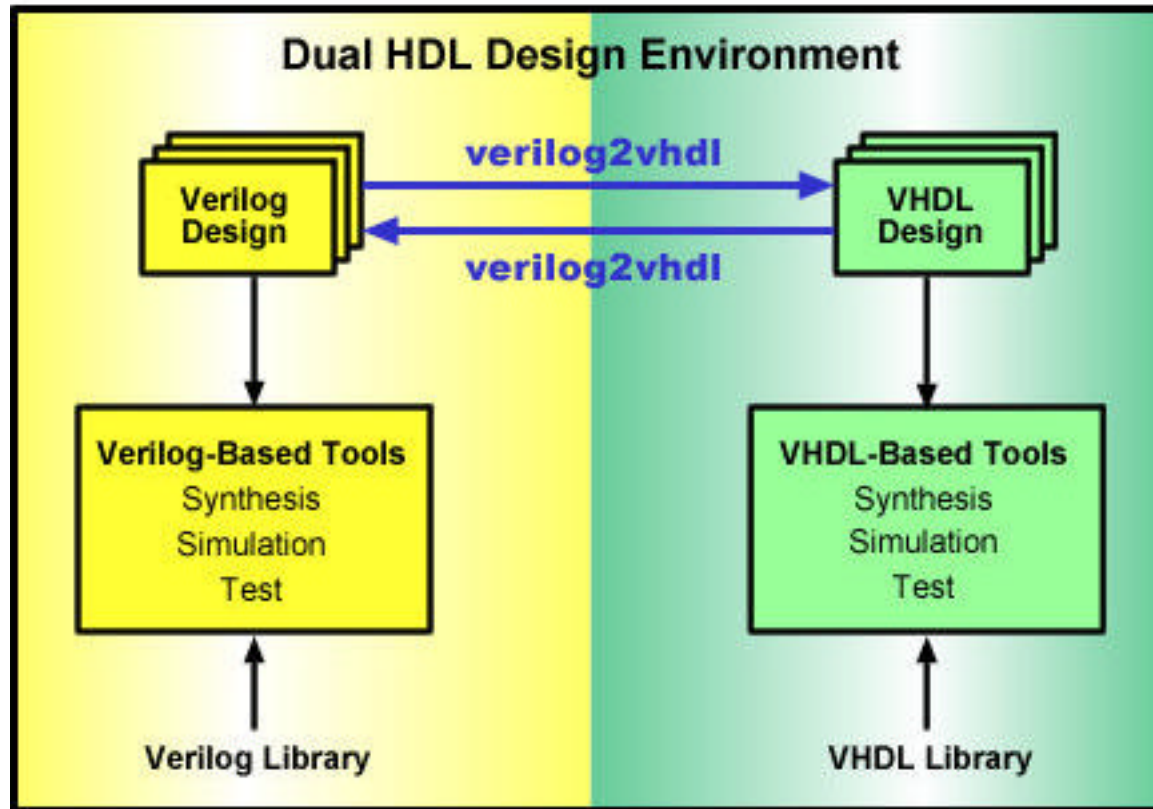 Dual HDL Design Environment
verilog2vhdl
Verilog
Design
VHDL
Design
verilog2vhdl
Verilog-Based Tools
Synthesis
Simulation
Test
VHDL-Based Tools
Synthesis
Simulation
Test
Verilog Library
VHDL Library